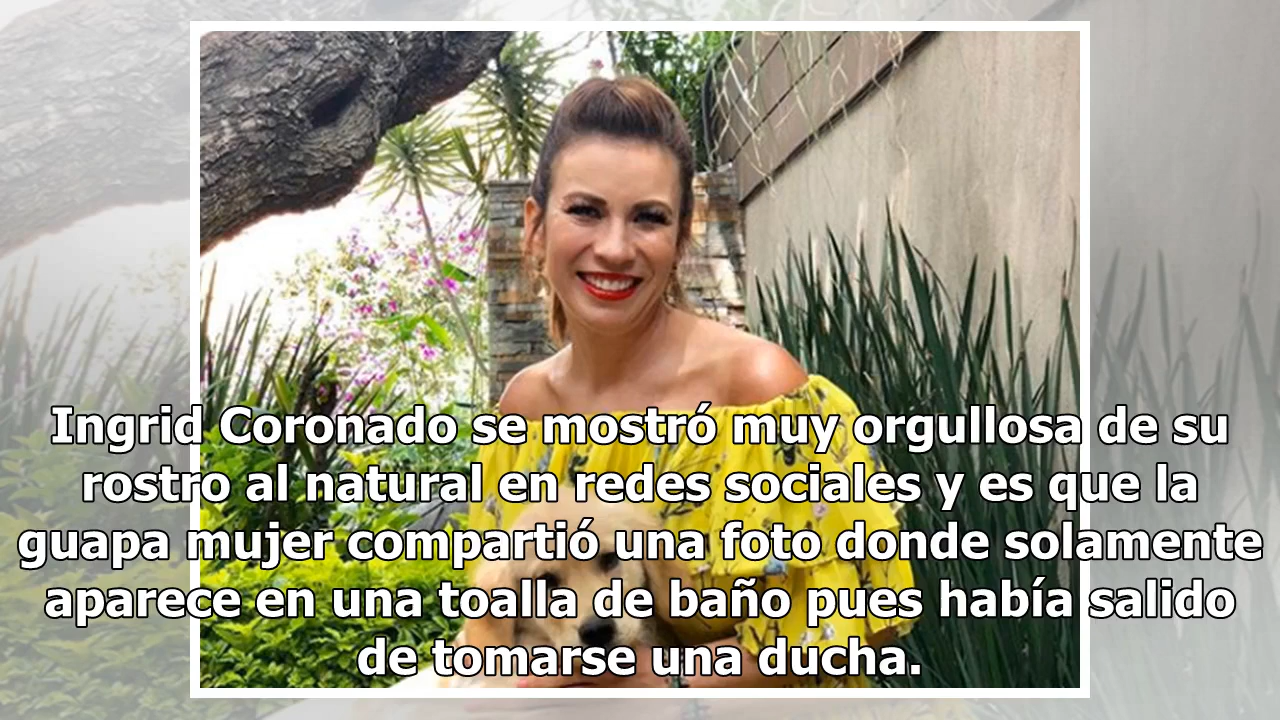 Ingrid Coronado se mostró muy orgullosa de su
rostro al natural en redes sociales y es que la
guapa mujer compartió una foto donde solamente
aparece en una toalla de baño pues había salido
de tomarse una ducha.